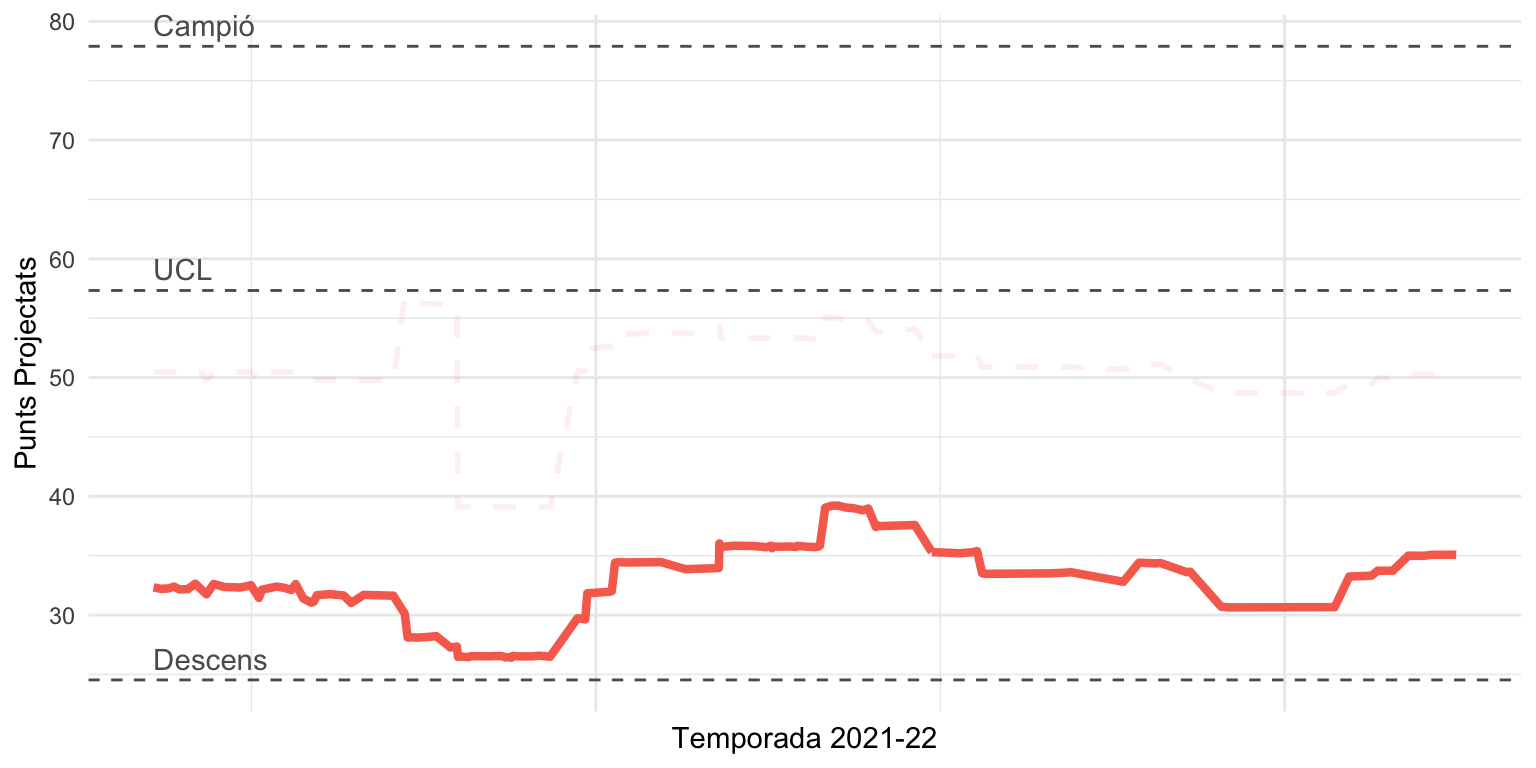 80
Campió
70
UCL
60
50
40
30
Descens
Punts Projectats
Temporada 2021-22